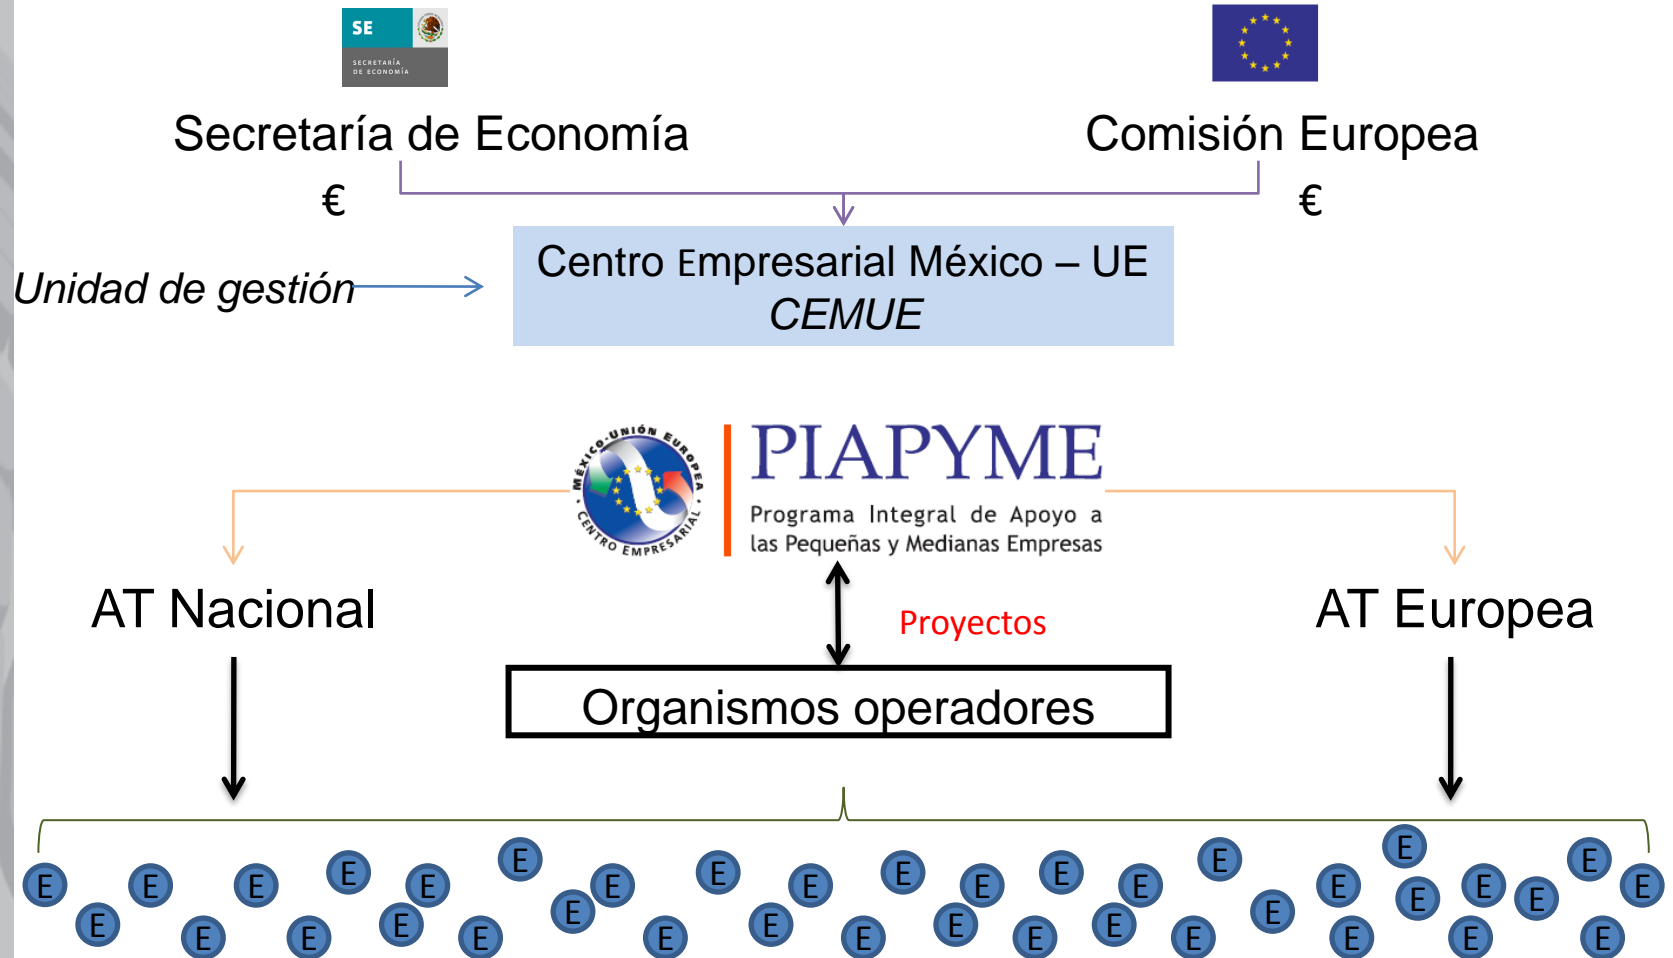 SE
SECRETARÍA
DE ECONOMÍA
Secretaría de Economía
Comisión Europea
€
€
Unidad de gestión
Centro Empresarial México – UE
CEMUE
MÉXICO-UNIÓN EUROPEA
CENTRO EMPRESARIAL
PIAPYME
Programa Integral de Apoyo a
las Pequeñas y Medianas Empresas
AT Nacional
Proyectos
AT Europea
Organismos operadores
E E E E E E E E E E E E E E E E E E E E E
E E E E E E E E E E E E E E E E E E